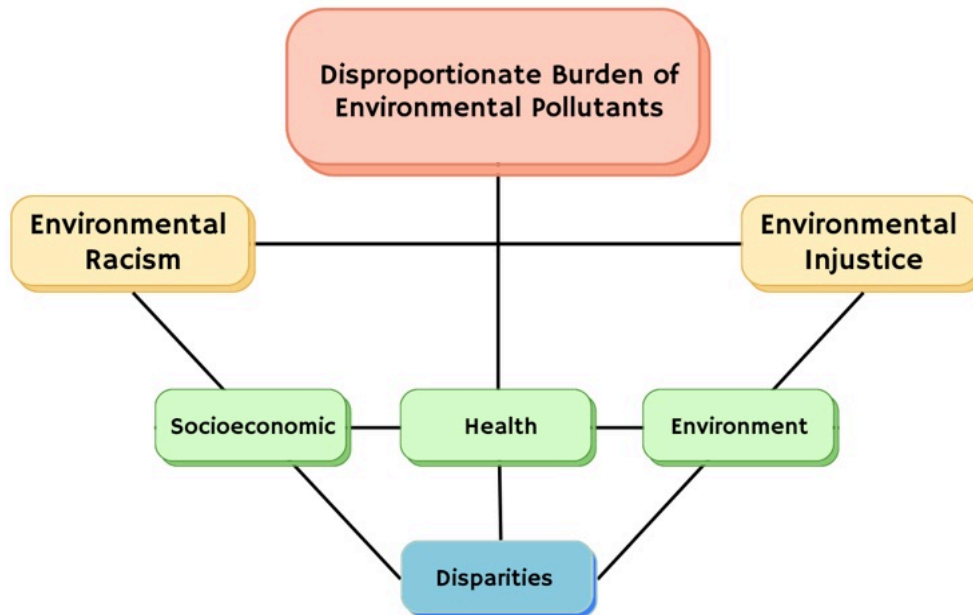 Disproportionate Burden of
Environmental Pollutants
Environmental
Racism
Environmental
Injustice
Socioeconomic
Health
Environment
Disparities